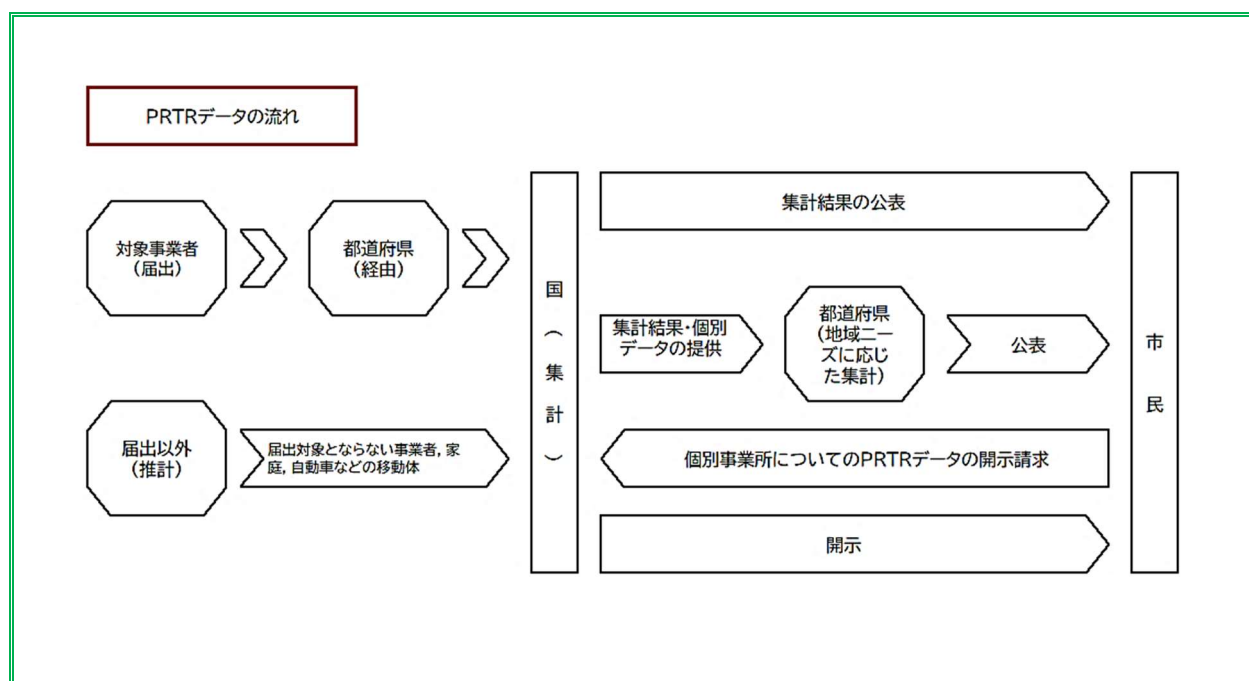 PRTRデータの流れ
対象事業者
（届出）
都道府県
（経由）
国（集計）
集計結果の公表
集計結果・個別
データの提供
都道府県
（地域ニー
ズに応じ
た集計）
公表
市民
届出以外
（推計）
届出対象とならない事業者, 家
庭, 自動車などの移動体
個別事業所についてのPRTRデータの開示請求
開示